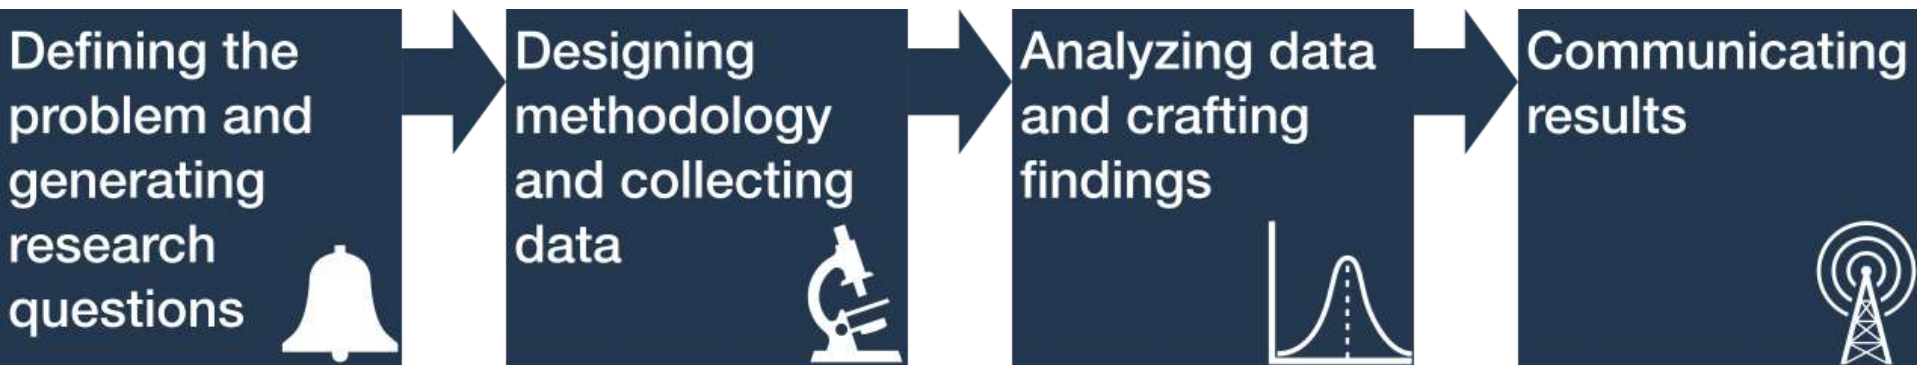 Defining the
problem and
generating
research
questions
Designing
methodology
and collecting
data
Analyzing data
and crafting
findings
Communicating
results